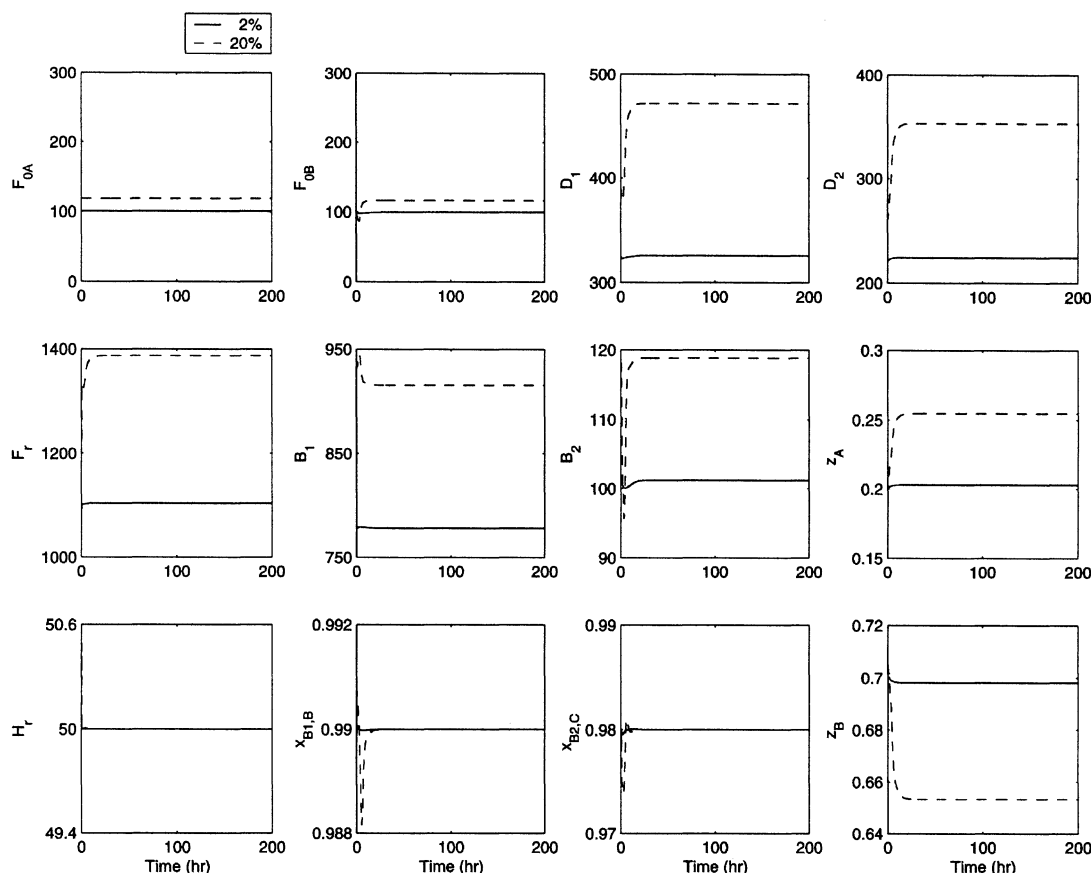 2%
20%
300
200
100
0
F0A
0 100 200
300
200
100
0
F0B
0 100 200
500
400
300
D1
0 100 200
400
300
200
D2
0 100 200
1400
1200
1000
Fr
0 100 200
950
850
750
B1
0 100 200
120
110
100
90
B2
0 100 200
0.3
0.25
0.2
0.15
zA
0 100 200
50.6
50
49.4
Hr
0 100 200
Time (hr)
0.992
0.99
0.988
xB1,B
0 100 200
Time (hr)
0.99
0.98
0.97
xB2,C
0 100 200
Time (hr)
0.72
0.7
0.68
0.66
0.64
zB
0 100 200
Time (hr)